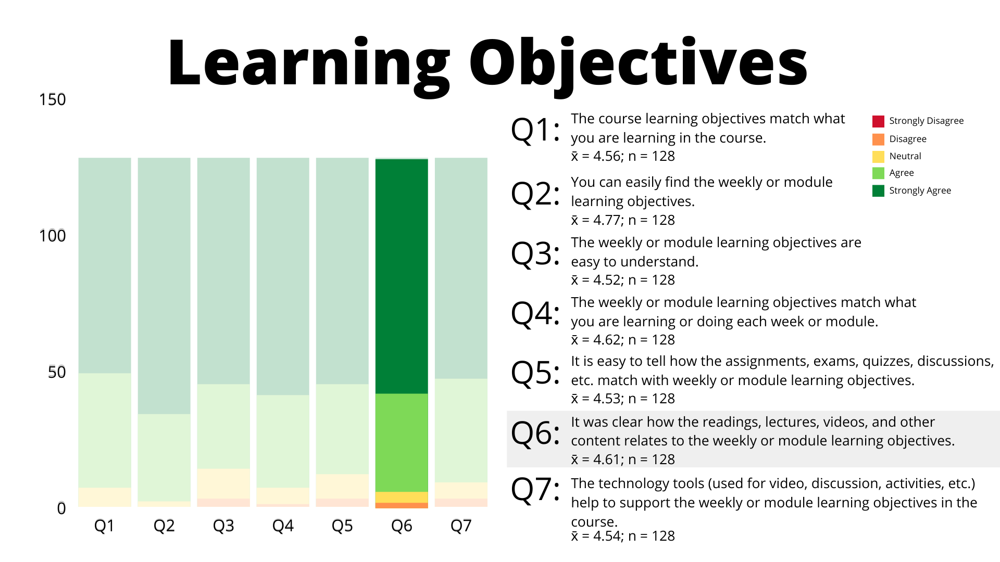 Learning Objectives
150
100
50
0
Q1
Q2
Q3
Q4
Q5
Q6
Q7
Q1:
The course learning objectives match what
you are learning in the course.
x̄ = 4.56; n = 128
Q2:
You can easily find the weekly or module
learning objectives.
x̄ = 4.77; n = 128
Q3:
The weekly or module learning objectives are
easy to understand.
x̄ = 4.52; n = 128
Q4:
The weekly or module learning objectives match what
you are learning or doing each week or module.
x̄ = 4.62; n = 128
Q5:
It is easy to tell how the assignments, exams, quizzes, discussions,
etc. match with weekly or module learning objectives.
x̄ = 4.53; n = 128
Q6:
It was clear how the readings, lectures, videos, and other
content relates to the weekly or module learning objectives.
x̄ = 4.61; n = 128
Q7:
The technology tools (used for video, discussion, activities, etc.)
help to support the weekly or module learning objectives in the
course.
x̄ = 4.54; n = 128
Strongly Disagree
Disagree
Neutral
Agree
Strongly Agree